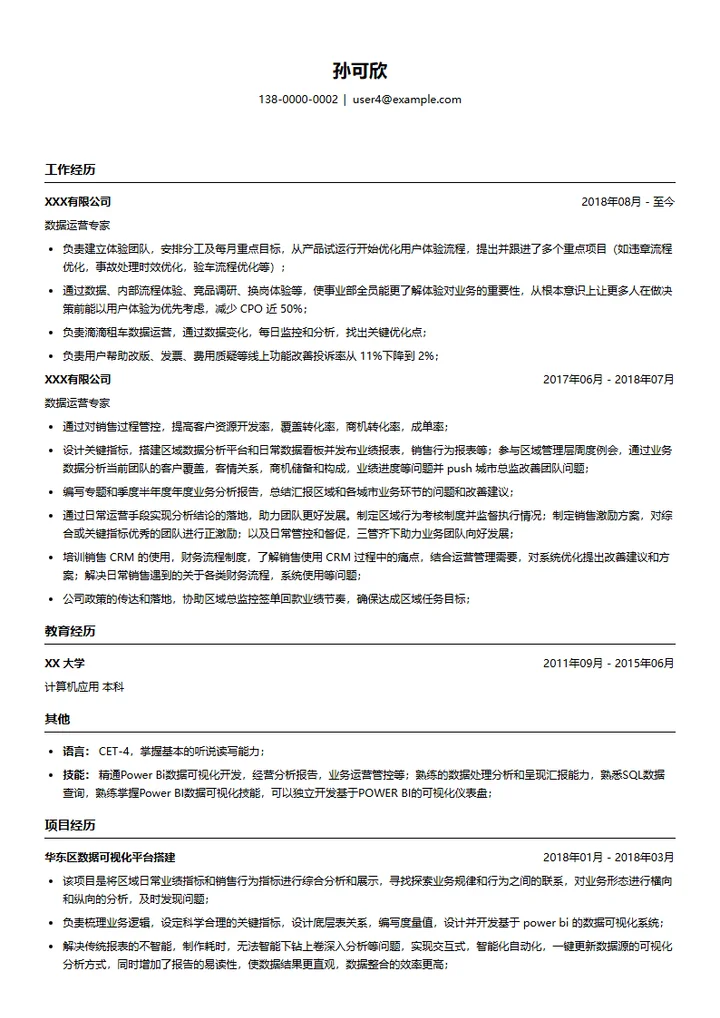 孙可欣
138-0000-0002 | user4@example.com
工作经历
XXX有限公司 2018年08月 - 至今
数据运营专家
• 负责建立体验团队，安排分工及每月重点目标，从产品试运行开始优化用户体验流程，提出并跟进了多个重点项目（如违章流程
优化，事故处理时效优化，验车流程优化等）；
• 通过数据、内部流程体验、竞品调研、换岗体验等，使事业部全员能更了解体验对业务的重要性，从根本意识上让更多人在做决
策前能以用户体验为优先考虑，减少 CPO 近 50%；
• 负责滴滴租车数据运营，通过数据变化，每日监控和分析，找出关键优化点；
• 负责用户帮助改版、发票、费用质疑等线上功能改善投诉率从 11%下降到 2%；
XXX有限公司 2017年06月 - 2018年07月
数据运营专家
• 通过对销售过程管控，提高客户资源开发率，覆盖转化率，商机转化率，成单率；
• 设计关键指标，搭建区域数据分析平台和日常数据看板并发布业绩报表，销售行为报表等；参与区域管理层周度例会，通过业务
数据分析当前团队的客户覆盖，客情关系，商机储备和构成，业绩进度等问题并 push 城市总监改善团队问题；
• 编写专题和季度半年度年度业务分析报告，总结汇报区域和各城市业务环节的问题和改善建议；
• 通过日常运营手段实现分析结论的落地，助力团队更好发展。制定区域行为考核制度并监督执行情况；制定销售激励方案，对综
合或关键指标优秀的团队进行正激励；以及日常管控和督促，三管齐下助力业务团队向好发展；
• 培训销售 CRM 的使用，财务流程制度，了解销售使用 CRM 过程中的痛点，结合运营管理需要，对系统优化提出改善建议和方
案；解决日常销售遇到的关于各类财务流程，系统使用等问题；
• 公司政策的传达和落地，协助区域总监控签单回款业绩节奏，确保达成区域任务目标；
教育经历
XX 大学 2011年09月 - 2015年06月
计算机应用 本科
其他
• 语言： CET-4，掌握基本的听说读写能力；
• 技能： 精通Power Bi数据可视化开发，经营分析报告，业务运营管控等；熟练的数据处理分析和呈现汇报能力，熟悉SQL数据
查询，熟练掌握Power BI数据可视化技能，可以独立开发基于POWER BI的可视化仪表盘；
项目经历
华东区数据可视化平台搭建 2018年01月 - 2018年03月
• 该项目是将区域日常业绩指标和销售行为指标进行综合分析和展示，寻找探索业务规律和行为之间的联系，对业务形态进行横向
和纵向的分析，及时发现问题；
• 负责梳理业务逻辑，设定科学合理的关键指标，设计底层表关系，编写度量值，设计并开发基于 power bi 的数据可视化系统；
• 解决传统报表的不智能，制作耗时，无法智能下钻上卷深入分析等问题，实现交互式，智能化自动化，一键更新数据源的可视化
分析方式，同时增加了报告的易读性，使数据结果更直观，数据整合的效率更高；